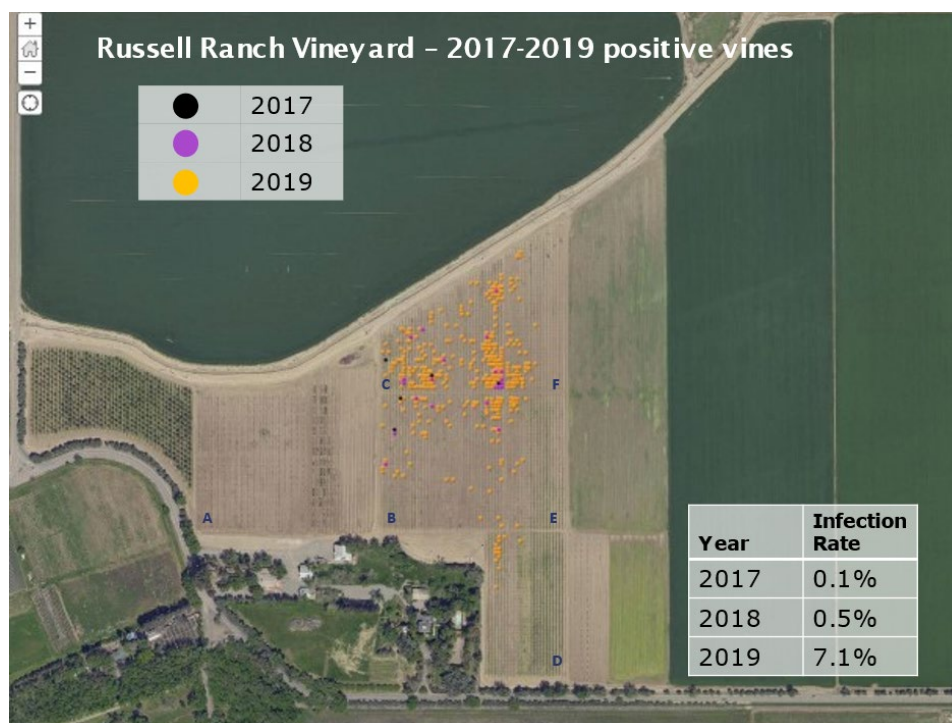 Russell Ranch Vineyard – 2017-2019 positive vines
2017
2018
2019
C
F
A
B
E
D
Year Infection Rate
2017 0.1%
2018 0.5%
2019 7.1%